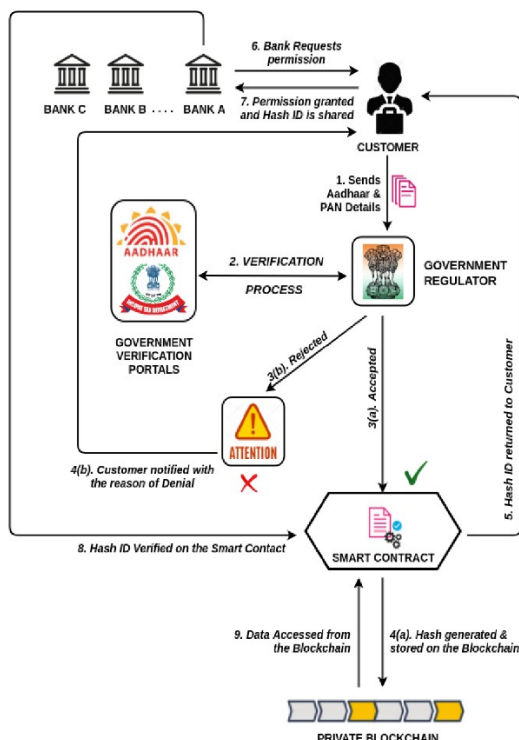 6. Bank Requests
permission
BANK C
BANK B
. . . .
BANK A
7. Permission granted
and Hash ID is shared
CUSTOMER
1. Sends
Aadhaar &
PAN Details
AADHAAR
INCOME TAX DEPARTMENT
2. VERIFICATION
PROCESS
GOVERNMENT
REGULATOR
GOVERNMENT
VERIFICATION
PORTALS
3(b). Rejected
3(a). Accepted
5. Hash ID returned to Customer
ATTENTION
4(b). Customer notified with
the reason of Denial
8. Hash ID Verified on the Smart Contact
SMART CONTRACT
9. Data Accessed from
the Blockchain
4(a). Hash generated &
stored on the Blockchain
PRIVATE BLOCKCHAIN